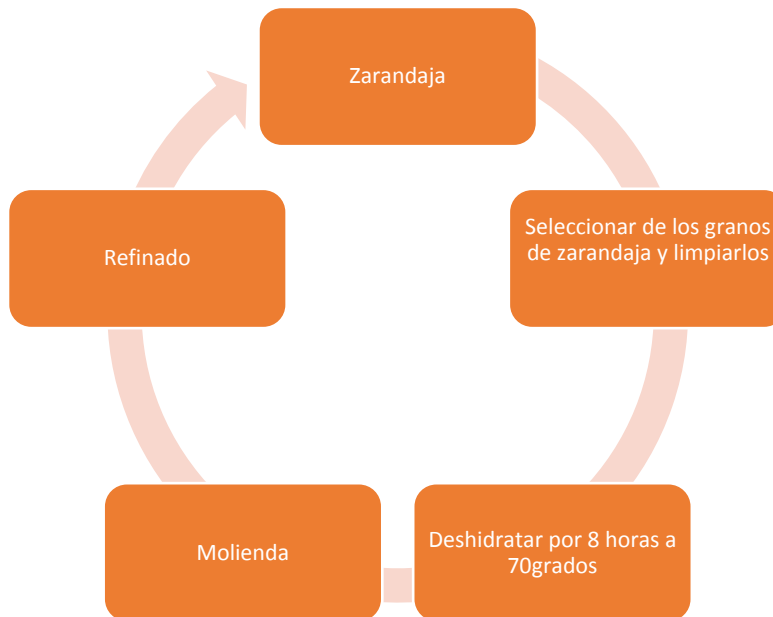 Zarandaja
Seleccionar de los granos
de zarandaja y limpiarlos
Deshidratar por 8 horas a
70grados
Molienda
Refinado